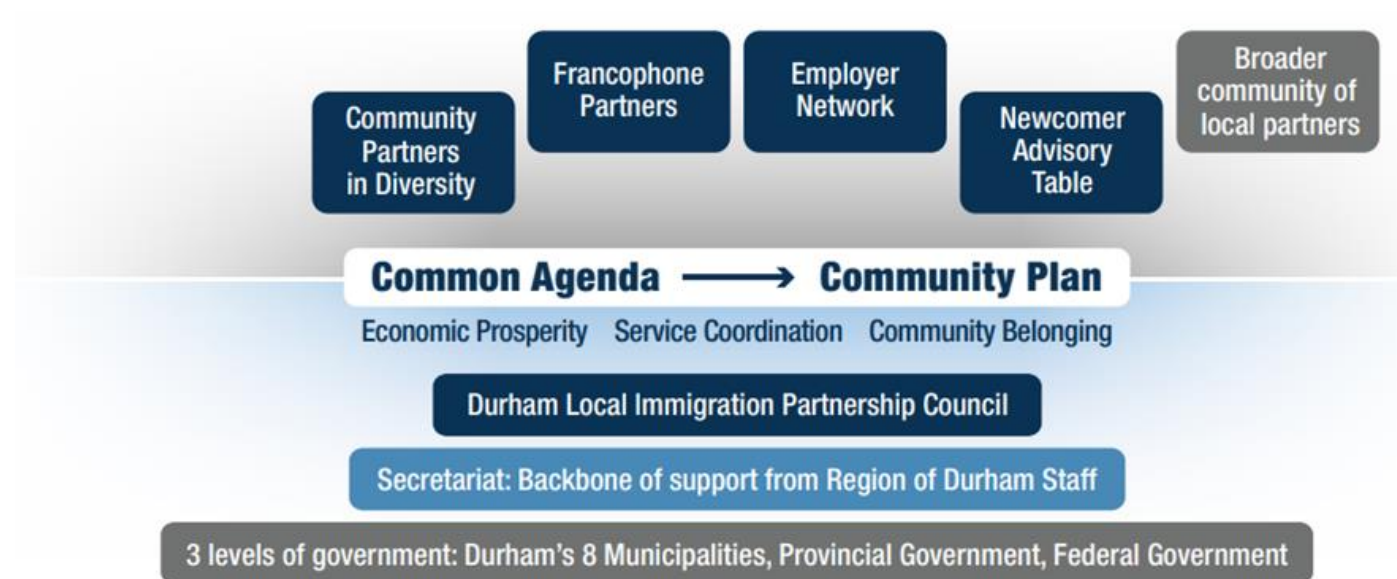 Community
Partners
in Diversity
Francophone
Partners
Employer
Network
Newcomer
Advisory
Table
Broader
community of
local partners
Common Agenda → Community Plan
Economic Prosperity Service Coordination Community Belonging
Durham Local Immigration Partnership Council
Secretariat: Backbone of support from Region of Durham Staff
3 levels of government: Durham's 8 Municipalities, Provincial Government, Federal Government